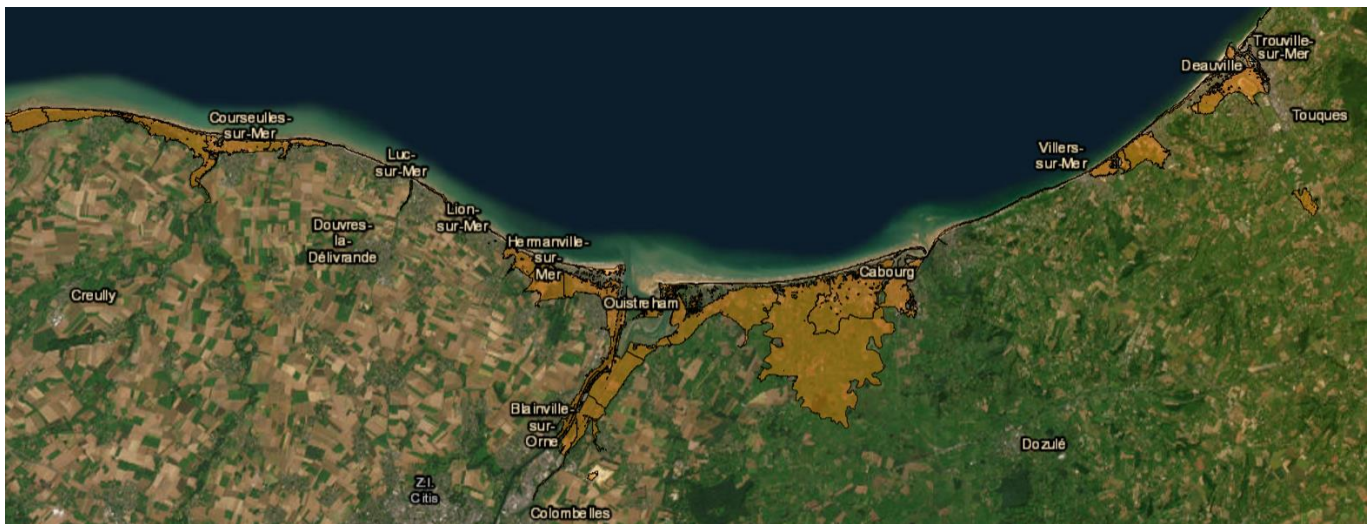 Trouville-
sur-Mer
Deauville
Touques
Courseulles-
sur-Mer
Luc-
sur-Mer
Villers-
sur-Mer
Lion-
sur-Mer
Douvres-
la-
Délivrande
Hermanville-
sur-
Mer
Cabourg
Creully
Ouistreham
Blainville-
sur-
Orne
Dozulé
Z.I.
Citis
Colombelles